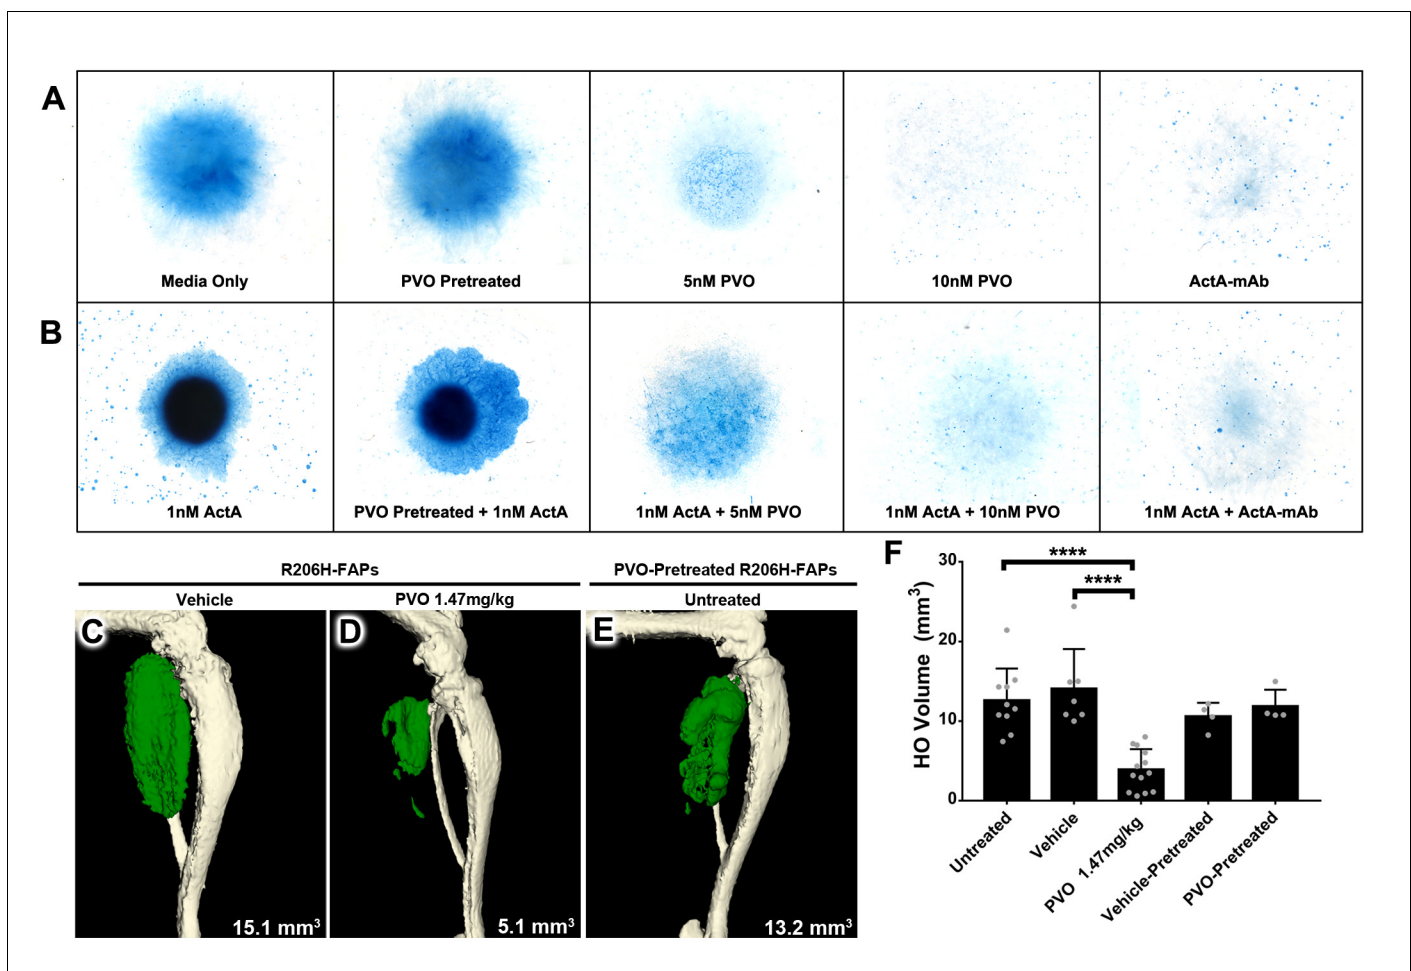 A
Media Only
PVO Pretreated
5nM PVO
10nM PVO
ActA-mAb
B
1nM ActA
PVO Pretreated + 1nM ActA
1nM ActA + 5nM PVO
1nM ActA + 10nM PVO
1nM ActA + ActA-mAb
R206H-FAPs
PVO-Pretreated R206H-FAPs
Vehicle
PVO 1.47mg/kg
Untreated
C
D
E
15.1 mm³
5.1 mm³
13.2 mm³
F
****
****
HO Volume (mm³)
30
20
10
0
Untreated
Vehicle
PVO 1.47mg/kg
Vehicle-Pretreated
PVO-Pretreated